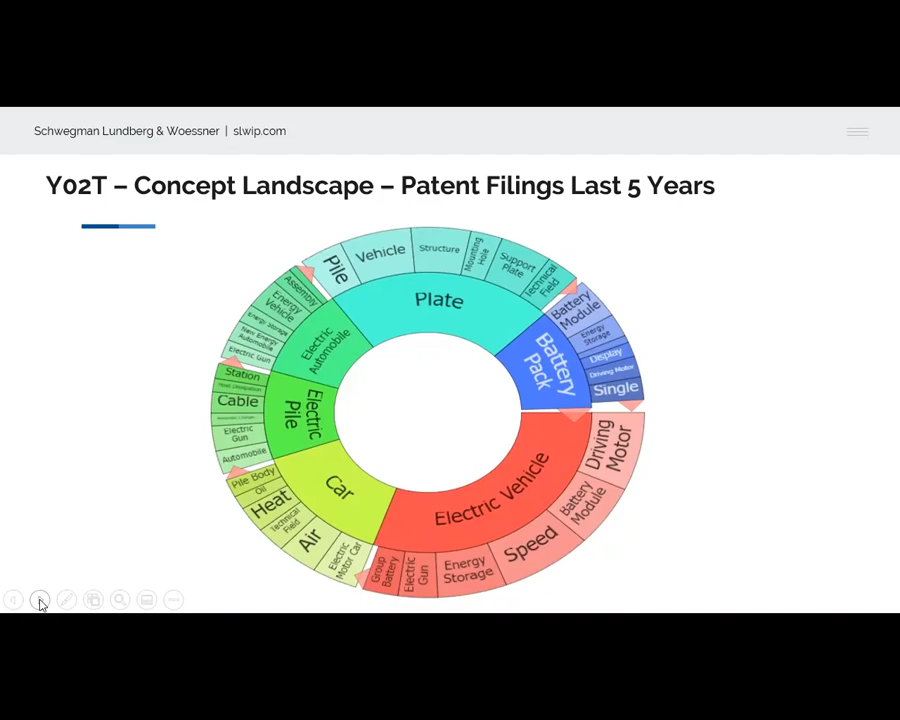 Schwegman Lundberg & Woessner | slwip.com
Y02T – Concept Landscape – Patent Filings Last 5 Years
Plate
Pile
Vehicle
Structure
Mounting
Hole
Support
Plate
Technical
Field
Battery
Pack
Battery
Module
Energy
Storage
Display
Driving Motor
Single
Electric Vehicle
Driving
Motor
Battery
Module
Speed
Energy
Storage
Electric
Gun
Group
Battery
Car
Electric
Motor Car
Air
Technical
Field
Heat
Oil
Pile Body
Electric
Pile
Automobile
Electric
Gun
Cable
Heat Dissipation
Station
Electric
Automobile
Electric Gun
New Energy
Automobile
Energy Storage
Energy
Vehicle
Assembly